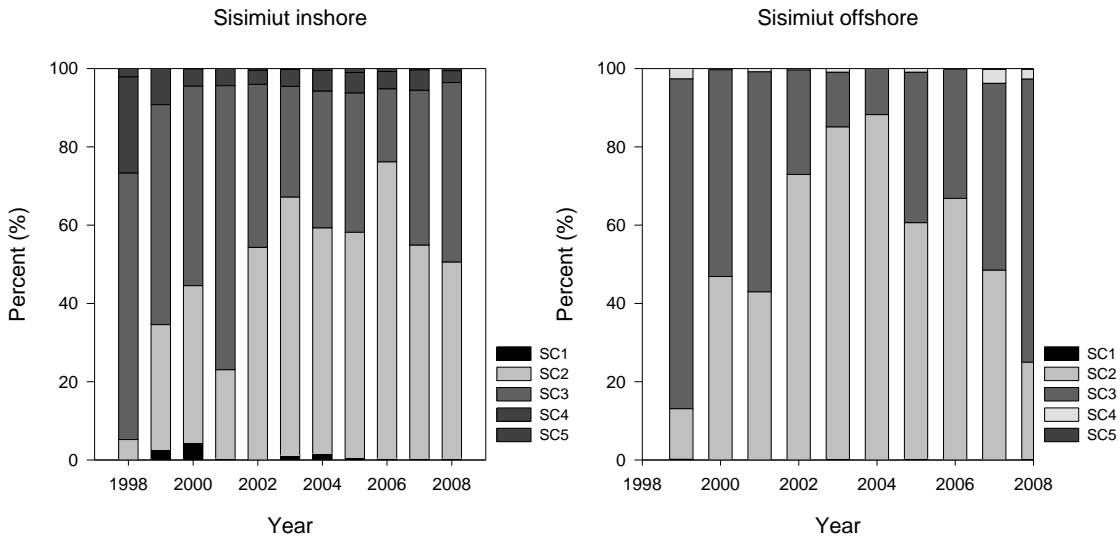 Sisimiut inshore
Percent (%)
100
80
60
40
20
0
1998 2000 2002 2004 2006 2008
Year
SC1
SC2
SC3
SC4
SC5
Sisimiut offshore
Percent (%)
100
80
60
40
20
0
1998 2000 2002 2004 2006 2008
Year
SC1
SC2
SC3
SC4
SC5